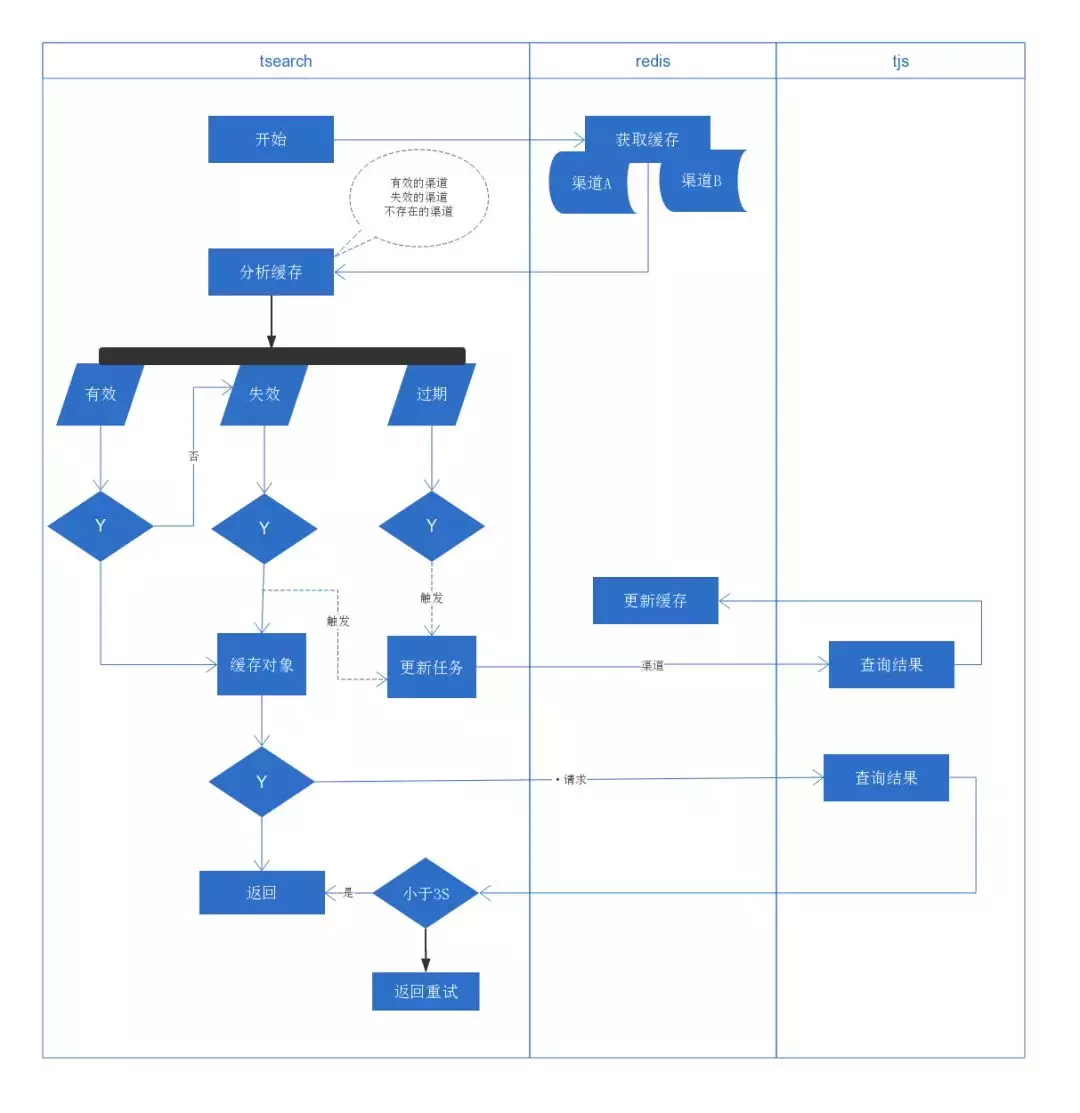 tsearch
redis
tjs
开始
获取缓存
渠道A
渠道B
有效的渠道
失效的渠道
不存在的渠道
分析缓存
有效
失效
过期
否
Y
Y
Y
触发
触发
更新缓存
缓存对象
更新任务
渠道
查询结果
Y
·请求
查询结果
返回
是
小于3S
返回重试